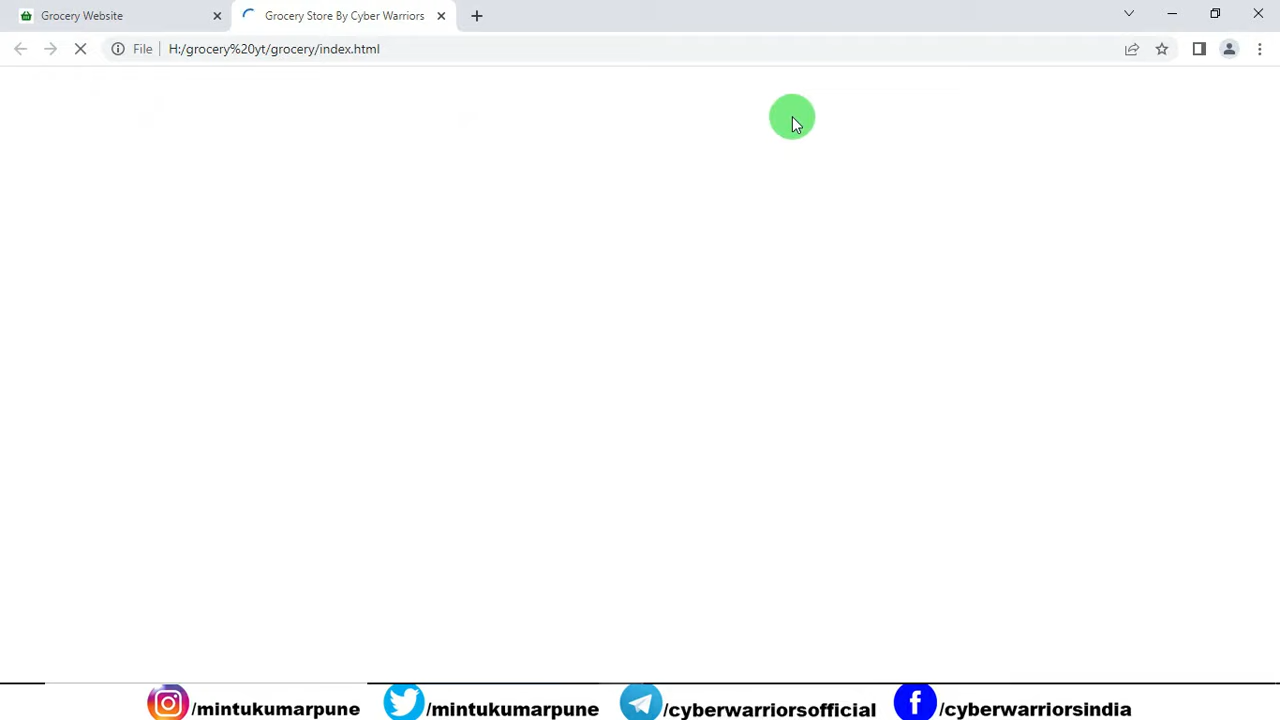 Grocery Website
Grocery Store By Cyber Warriors
File
H:/grocery%20yt/grocery/index.html
/mintukumarpune
/mintukumarpune
/cyberwarriorsofficial
/cyberwarriorsindia